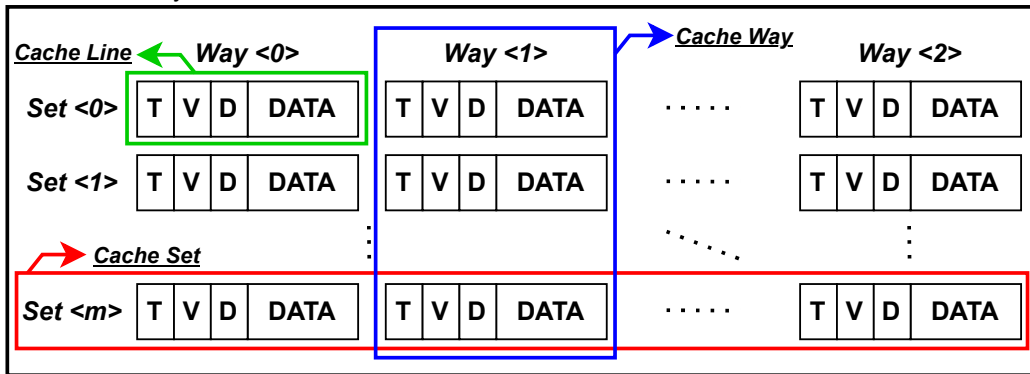 Cache Line Way <0> Way <1> Cache Way Way <2>
Set <0> T V D DATA T V D DATA ..... T V D DATA
Set <1> T V D DATA T V D DATA ..... T V D DATA
Cache Set
Set <m> T V D DATA T V D DATA ..... T V D DATA